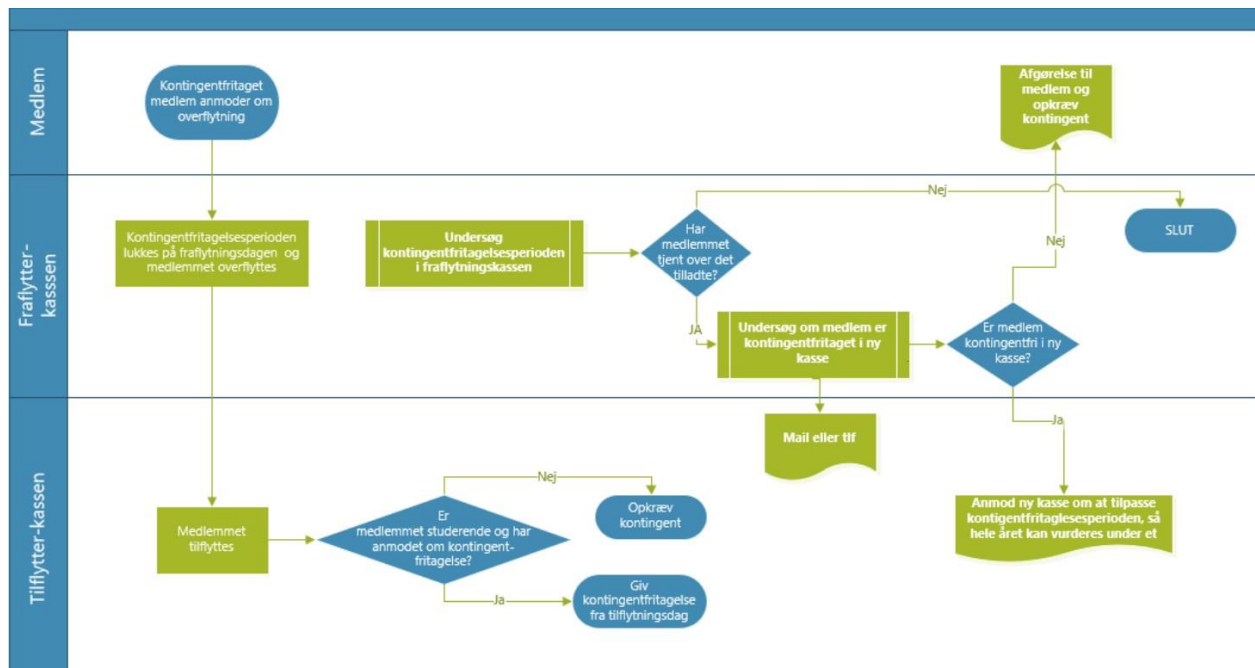 Medlem
Kontingentfritaget
medlem anmoder om
overflytning
Afgørelse til
medlem og
opkræv
kontingent
Fraflytter-
kasssen
Kontingentfritagelsesperioden
lukkes på fraflytningsdagen og
medlemmet overflyttes
Undersøg
kontingentfritagelsesperioden
i fraflytningskassen
Har
medlemmet
tjent over det
tilladte?
Nej
SLUT
JA
Undersøg om medlem er
kontingentfritaget i ny
kasse
Er medlem
kontingentfri i ny
kasse?
Nej
Ja
Tilflytter-kassen
Mail eller tlf
Medlemmet
tilflyttes
Er
medlemmet studerende og har
anmodet om kontingent-
fritagelse?
Nej
Opkræv
kontingent
Ja
Giv
kontingentfritagelse
fra tilflytningsdag
Anmod ny kasse om at tilpasse
kontigentfritaglesesperioden, så
hele året kan vurderes under et